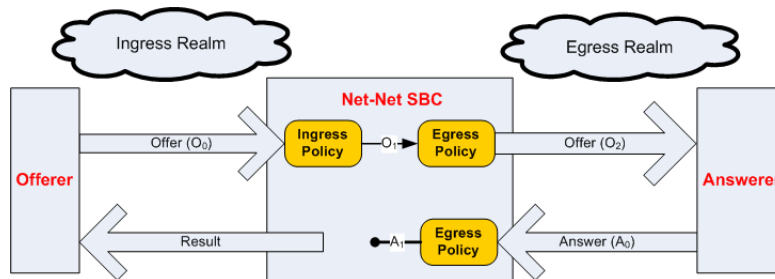 Ingress Realm
Egress Realm
Net-Net SBC
Offerer
Offer (O₀)
Ingress
Policy
O₁
Egress
Policy
Offer (O₂)
Answerer
Result
A₁
Egress
Policy
Answer (A₀)